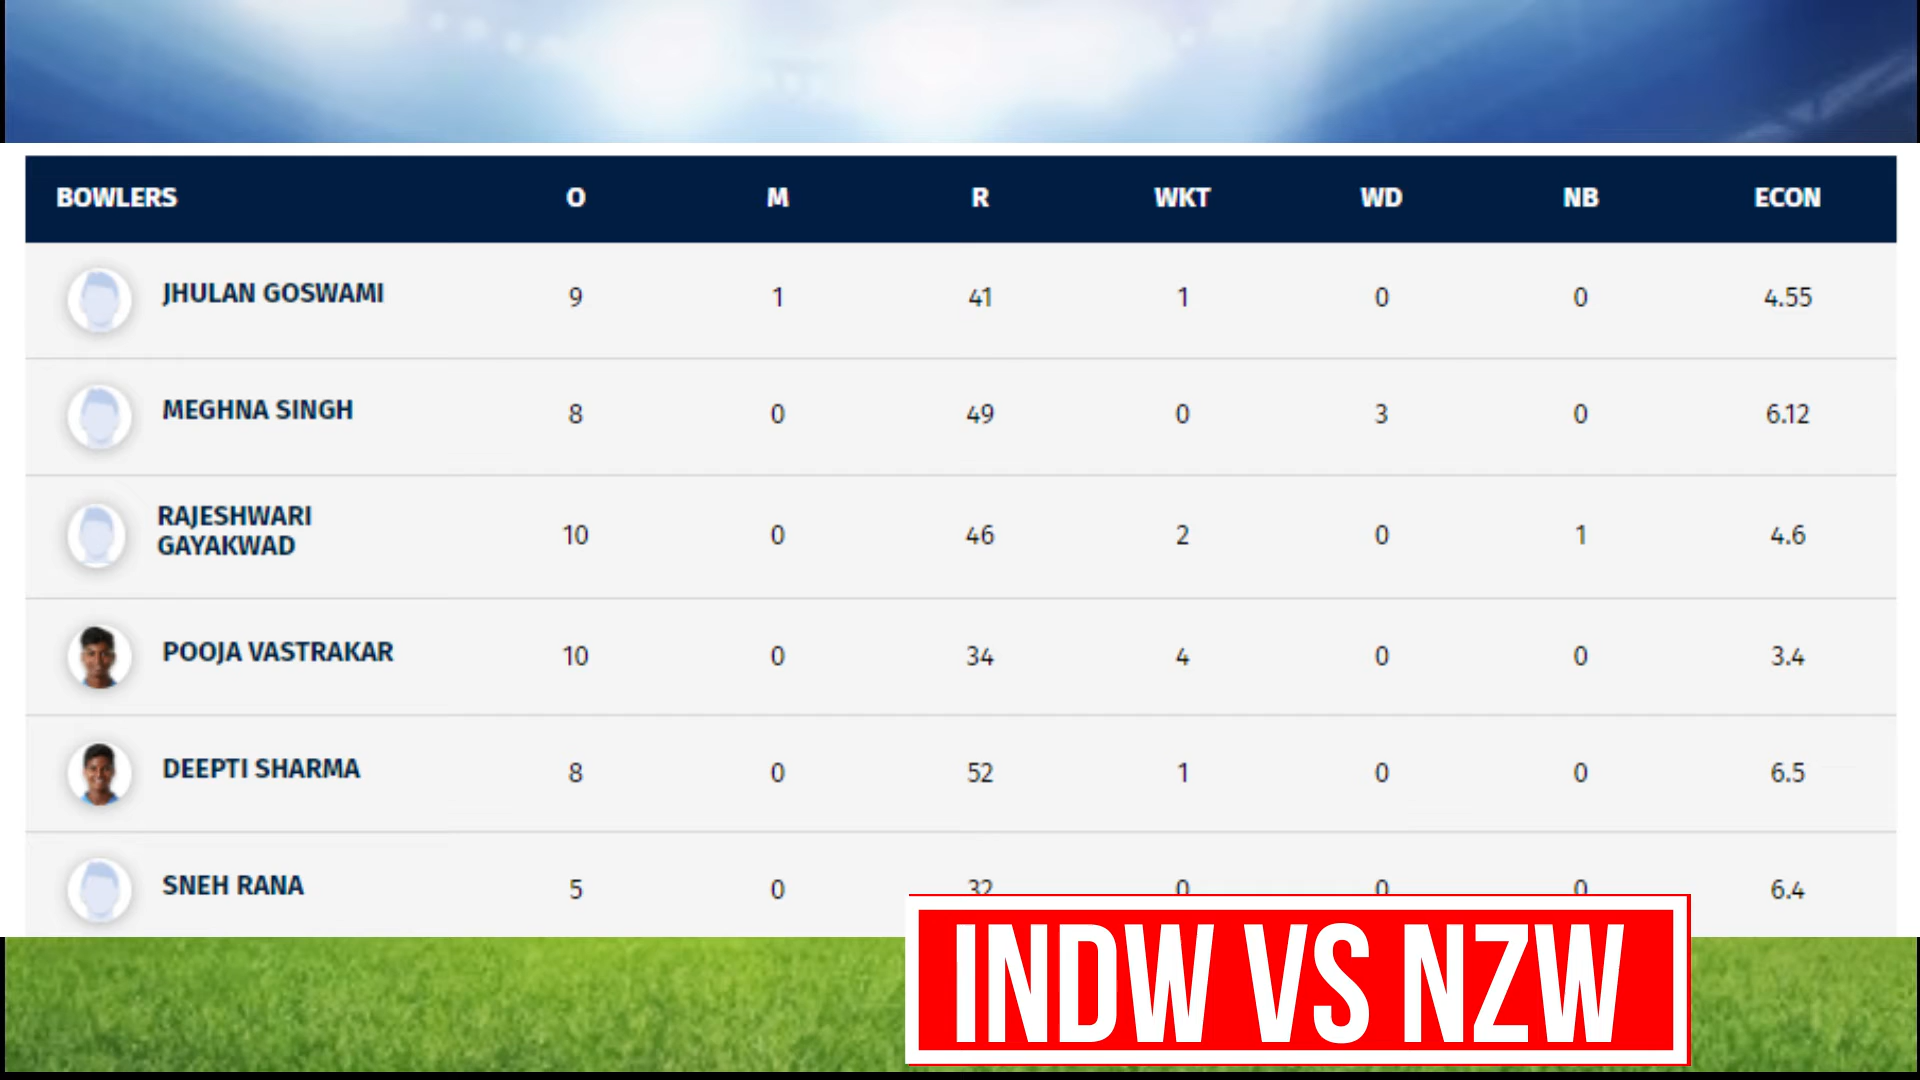 BOWLERS O M R WKT WD NB ECON
JHULAN GOSWAMI 9 1 41 1 0 0 4.55
MEGHNA SINGH 8 0 49 0 3 0 6.12
RAJESHWARI
GAYAKWAD 10 0 46 2 0 1 4.6
POOJA VASTRAKAR 10 0 34 4 0 0 3.4
DEEPTI SHARMA 8 0 52 1 0 0 6.5
SNEH RANA 5 0 32 0 0 0 6.4
INDW VS NZW